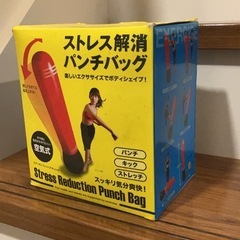 ストレス解消
パンチバッグ
楽しいエクササイズでボディシェイプ!
空気式
パンチ
キック
ストレッチ
Stress Reduction Punch Bag
スッキリ気分爽快!